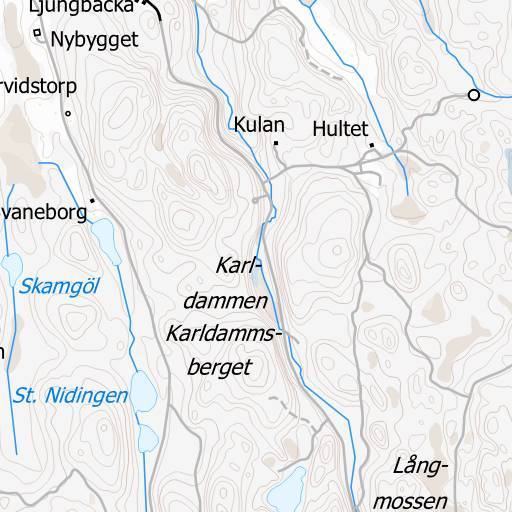 Ljungbacka
Nybygget
rvidstorp
Kulan
Hultet
vaneborg
Karl-
dammen
Skamgöl
Karldamms-
berget
St. Nidingen
Lång-
mossen